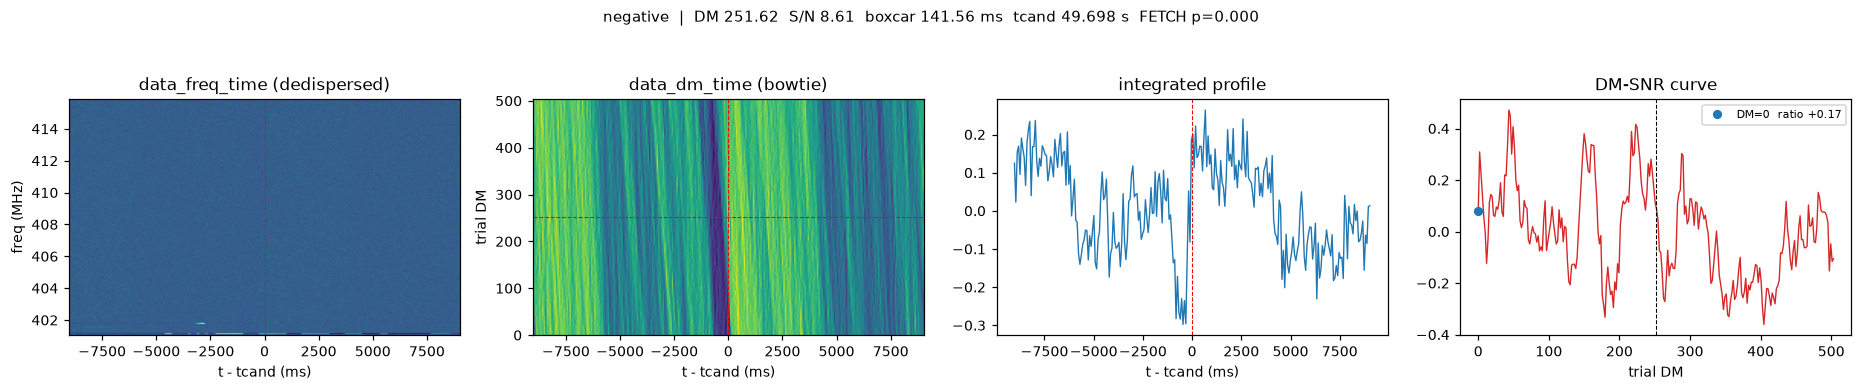 negative | DM 251.62 S/N 8.61 boxcar 141.56 ms tcand 49.698 s FETCH p=0.000
data_freq_time (dedispersed)
freq (MHz)
414
412
410
408
406
404
402
−7500 −5000 −2500 0 2500 5000 7500
t - tcand (ms)
data_dm_time (bowtie)
trial DM
500
400
300
200
100
0
−7500 −5000 −2500 0 2500 5000 7500
t - tcand (ms)
integrated profile
0.2
0.1
0.0
−0.1
−0.2
−0.3
−7500 −5000 −2500 0 2500 5000 7500
t - tcand (ms)
DM-SNR curve
DM=0 ratio +0.17
0.4
0.2
0.0
−0.2
−0.4
0 100 200 300 400 500
trial DM